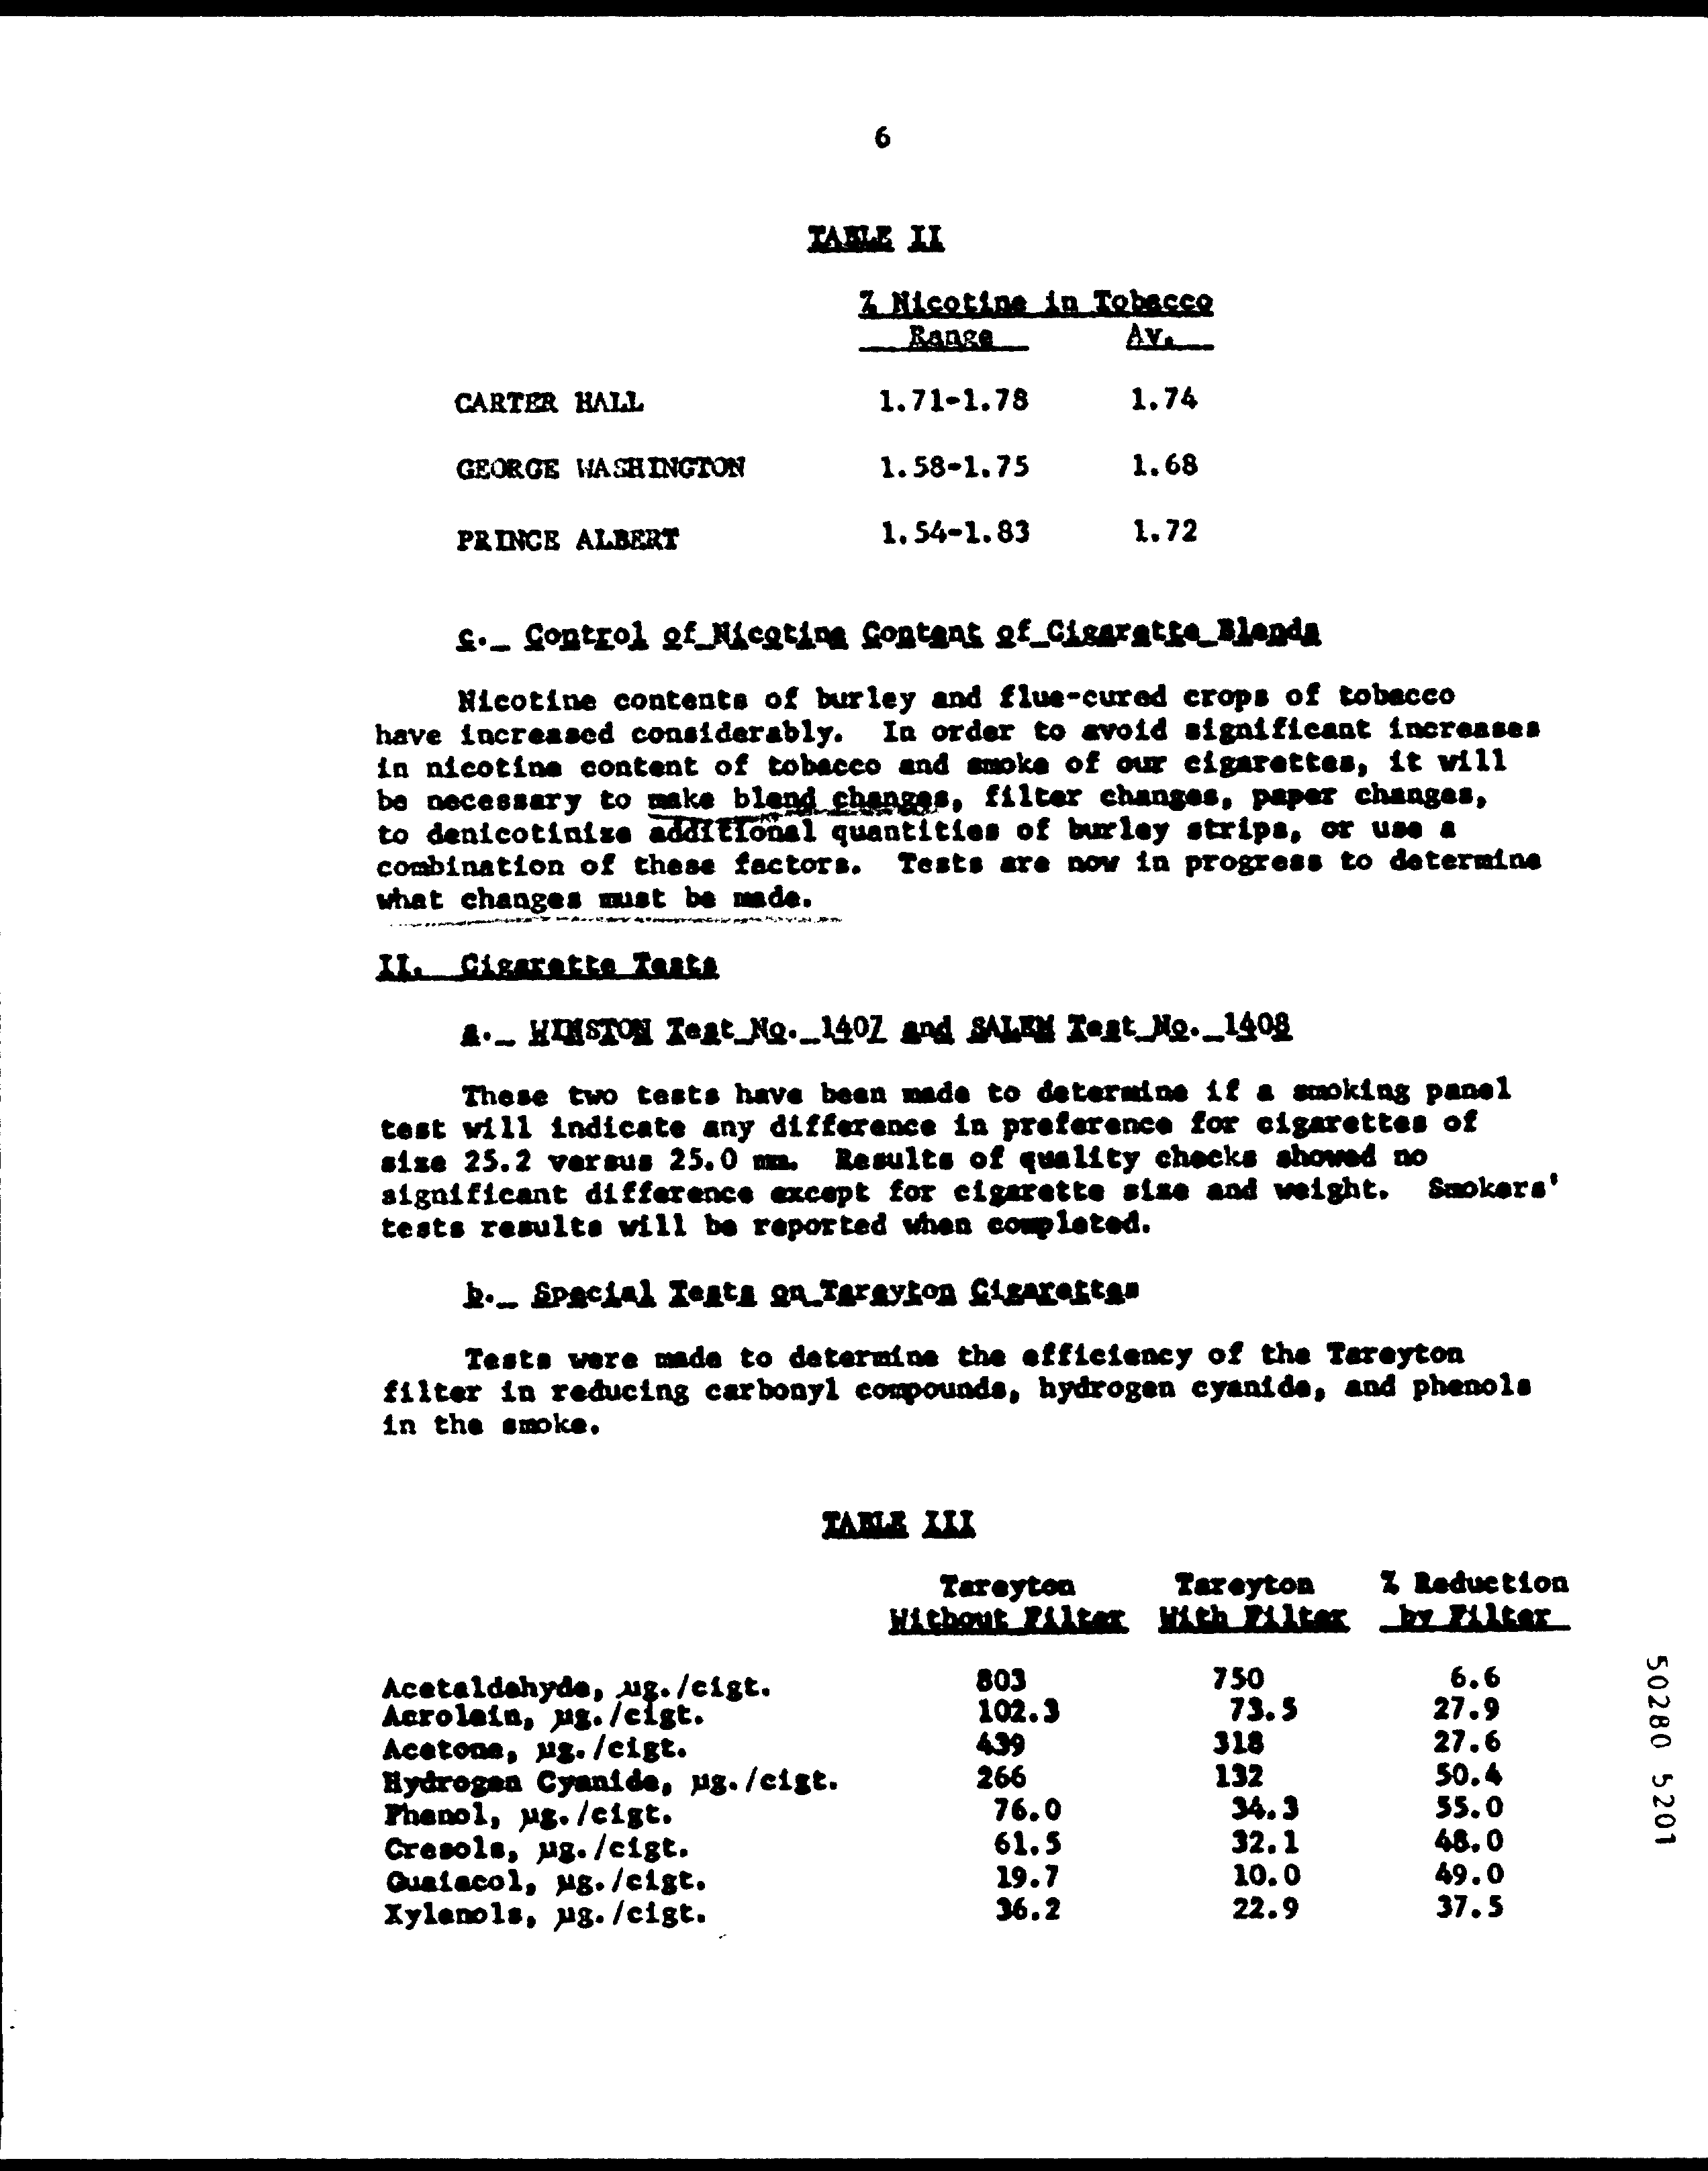 6
TABLE II
% Nicotine in Tobacco
Range Av.
CARTER HALL 1.71-1.78 1.74
GEORGE WASHINGTON 1.58-1.75 1.68
PRINCE ALBERT 1.54-1.83 1.72
c. Control of Nicotine Content of Cigarette Blends
Nicotine contents of burley and flue-cured crops of tobacco
have increased considerably. In order to avoid significant increases
in nicotine content of tobacco and smoke of our cigarettes, it will
be necessary to make blend changes, filter changes, paper changes,
to denicotinize additional quantities of burley strips, or use a
combination of these factors. Tests are now in progress to determine
what changes must be made.
II. Cigarette Tests
a. WINSTON Test No. 1407 and SALEM Test No. 1408
These two tests have been made to determine if a smoking panel
test will indicate any difference in preference for cigarettes of
size 25.2 versus 25.0 mm. Results of quality checks showed no
significant difference except for cigarette size and weight. Smokers'
tests results will be reported when completed.
b. Special Tests on Tareyton Cigarettes
Tests were made to determine the efficiency of the Tareyton
filter in reducing carbonyl compounds, hydrogen cyanide, and phenols
in the smoke.
TABLE III
Tareyton Tareyton % Reduction
Without Filter With Filter by Filter
Acetaldehyde, µg./cigt. 803 750 6.6
Acrolein, µg./cigt. 102.3 73.5 27.9
Acetone, µg./cigt. 439 318 27.6
Hydrogen Cyanide, µg./cigt. 266 132 50.4
Phenol, µg./cigt. 76.0 34.3 55.0
Cresols, µg./cigt. 61.5 32.1 48.0
Guaiacol, µg./cigt. 19.7 10.0 49.0
Xylenols, µg./cigt. 36.2 22.9 37.5
50280 5201